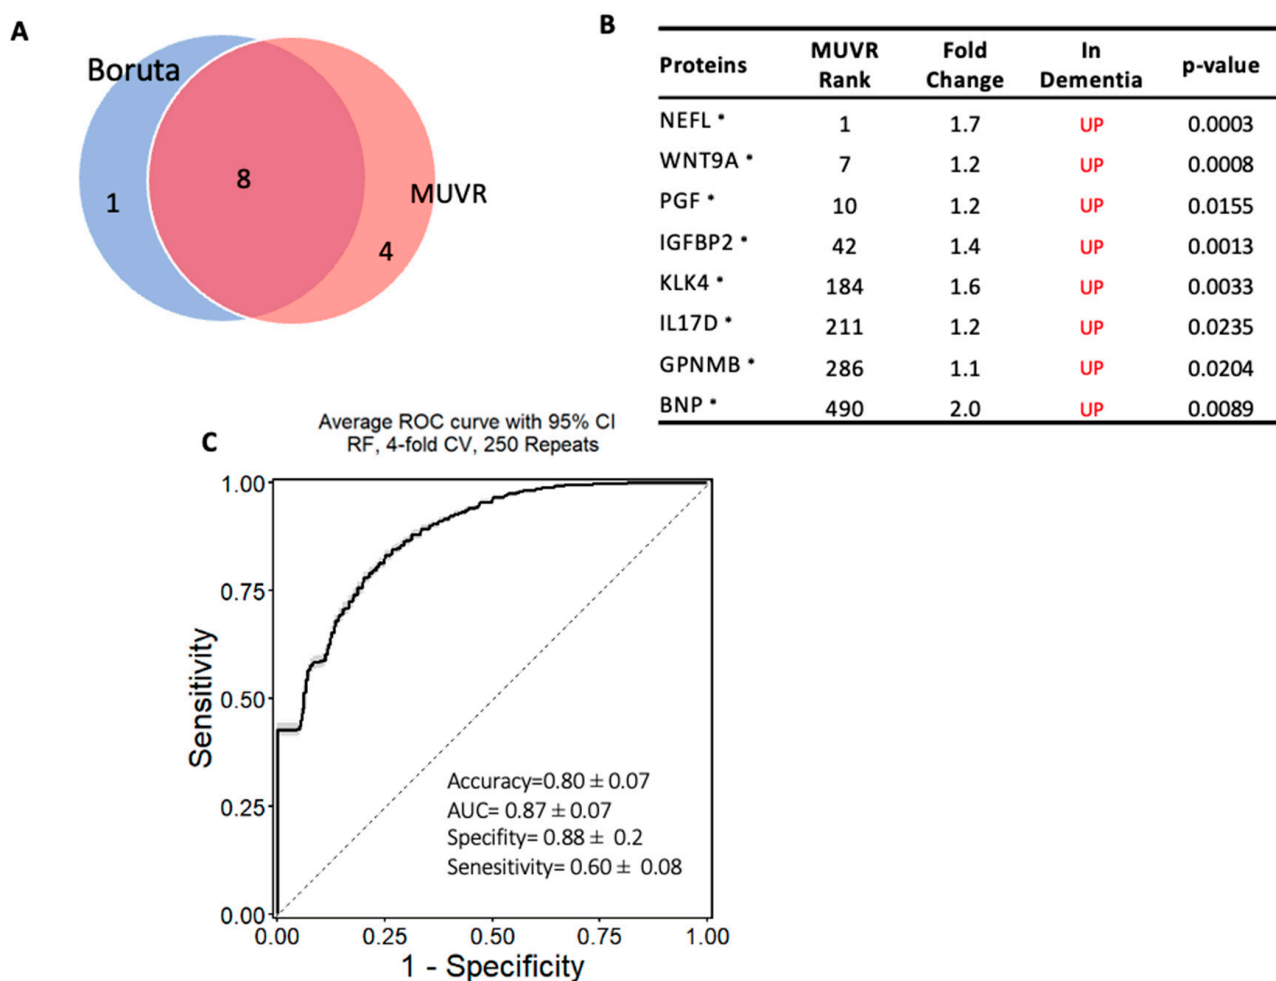 A
Boruta
1
8
MUVR
4
B
Proteins MUVR Rank Fold Change In Dementia p-value
NEFL * 1 1.7 UP 0.0003
WNT9A * 7 1.2 UP 0.0008
PGF * 10 1.2 UP 0.0155
IGFBP2 * 42 1.4 UP 0.0013
KLK4 * 184 1.6 UP 0.0033
IL17D * 211 1.2 UP 0.0235
GPNMB * 286 1.1 UP 0.0204
BNP * 490 2.0 UP 0.0089
C
Average ROC curve with 95% CI
RF, 4-fold CV, 250 Repeats
Sensitivity
1.00
0.75
0.50
0.25
0.00
Accuracy=0.80 ± 0.07
AUC= 0.87 ± 0.07
Specifity= 0.88 ± 0.2
Senesitivity= 0.60 ± 0.08
0.00 0.25 0.50 0.75 1.00
1 - Specificity